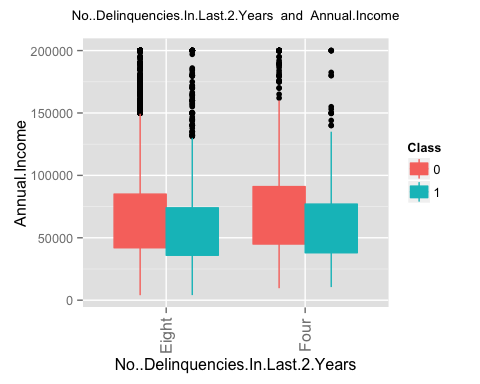 No..Delinquencies.In.Last.2.Years and Annual.Income
200000
150000
100000
50000
0
Annual.Income
Eight
Four
No..Delinquencies.In.Last.2.Years
Class
0
1